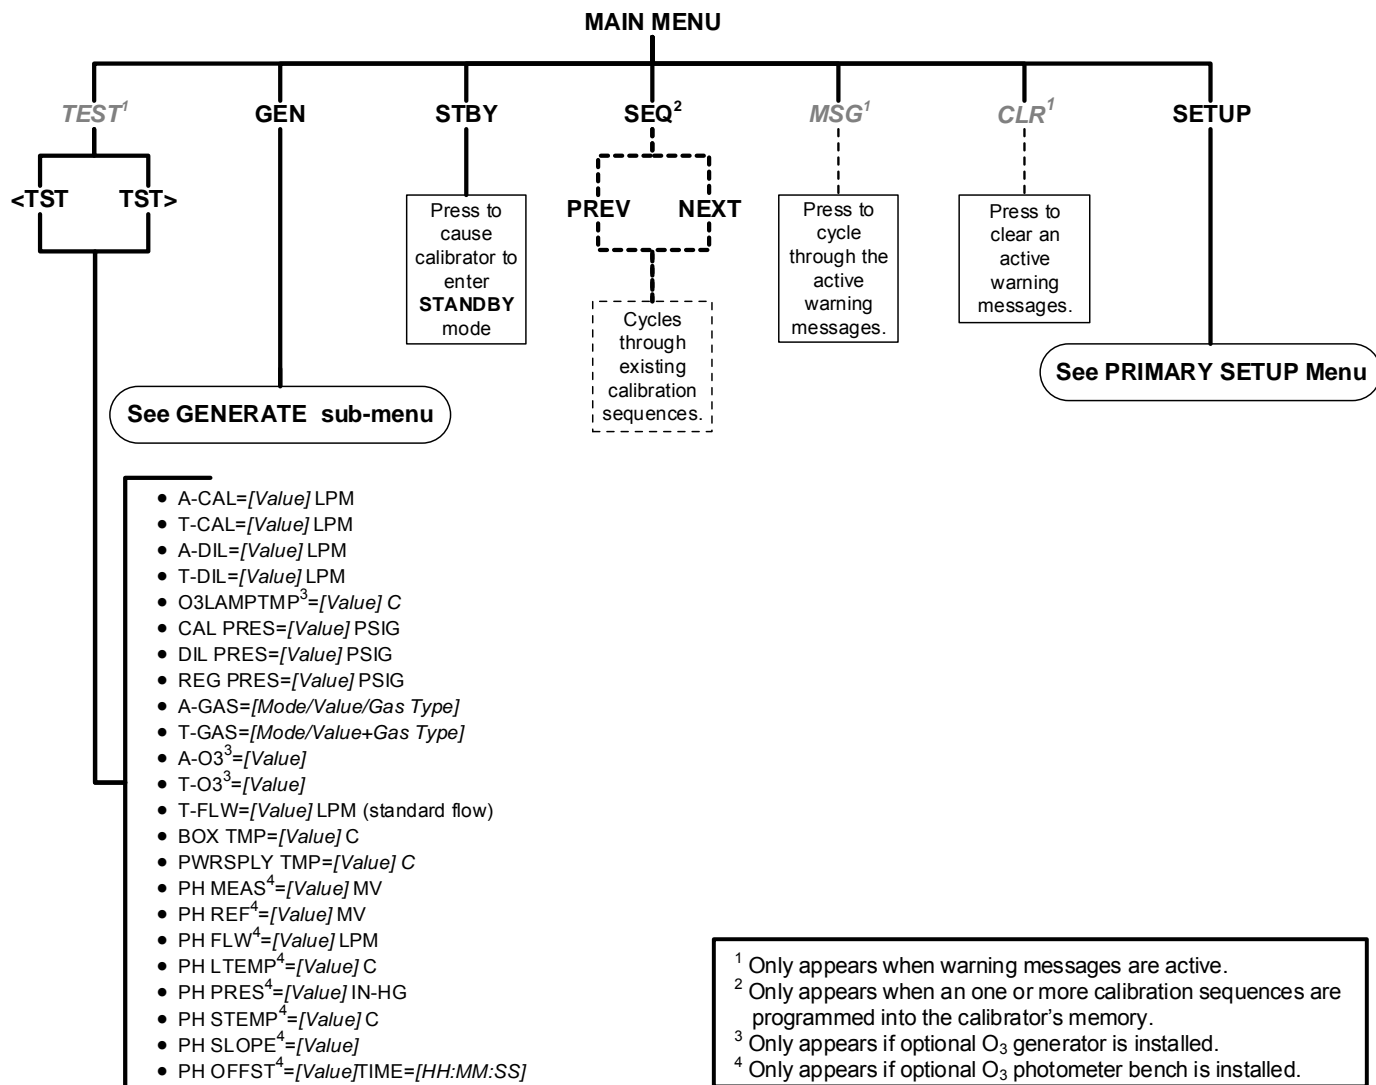 MAIN MENU
TEST¹ GEN STBY SEQ² MSG¹ CLR¹ SETUP
<TST TST>
PREV NEXT
Press to
cause
calibrator to
enter
STANDBY
mode
Cycles
through
existing
calibration
sequences.
Press to
cycle
through the
active
warning
messages.
Press to
clear an
active
warning
messages.
See GENERATE sub-menu
See PRIMARY SETUP Menu
• A-CAL=[Value] LPM
• T-CAL=[Value] LPM
• A-DIL=[Value] LPM
• T-DIL=[Value] LPM
• O3LAMPTMP³=[Value] C
• CAL PRES=[Value] PSIG
• DIL PRES=[Value] PSIG
• REG PRES=[Value] PSIG
• A-GAS=[Mode/Value/Gas Type]
• T-GAS=[Mode/Value+Gas Type]
• A-O3³=[Value]
• T-O3³=[Value]
• T-FLW=[Value] LPM (standard flow)
• BOX TMP=[Value] C
• PWRSPLY TMP=[Value] C
• PH MEAS⁴=[Value] MV
• PH REF⁴=[Value] MV
• PH FLW⁴=[Value] LPM
• PH LTEMP⁴=[Value] C
• PH PRES⁴=[Value] IN-HG
• PH STEMP⁴=[Value] C
• PH SLOPE⁴=[Value]
• PH OFFST⁴=[Value]TIME=[HH:MM:SS]
¹ Only appears when warning messages are active.
² Only appears when an one or more calibration sequences are
programmed into the calibrator's memory.
³ Only appears if optional O₃ generator is installed.
⁴ Only appears if optional O₃ photometer bench is installed.